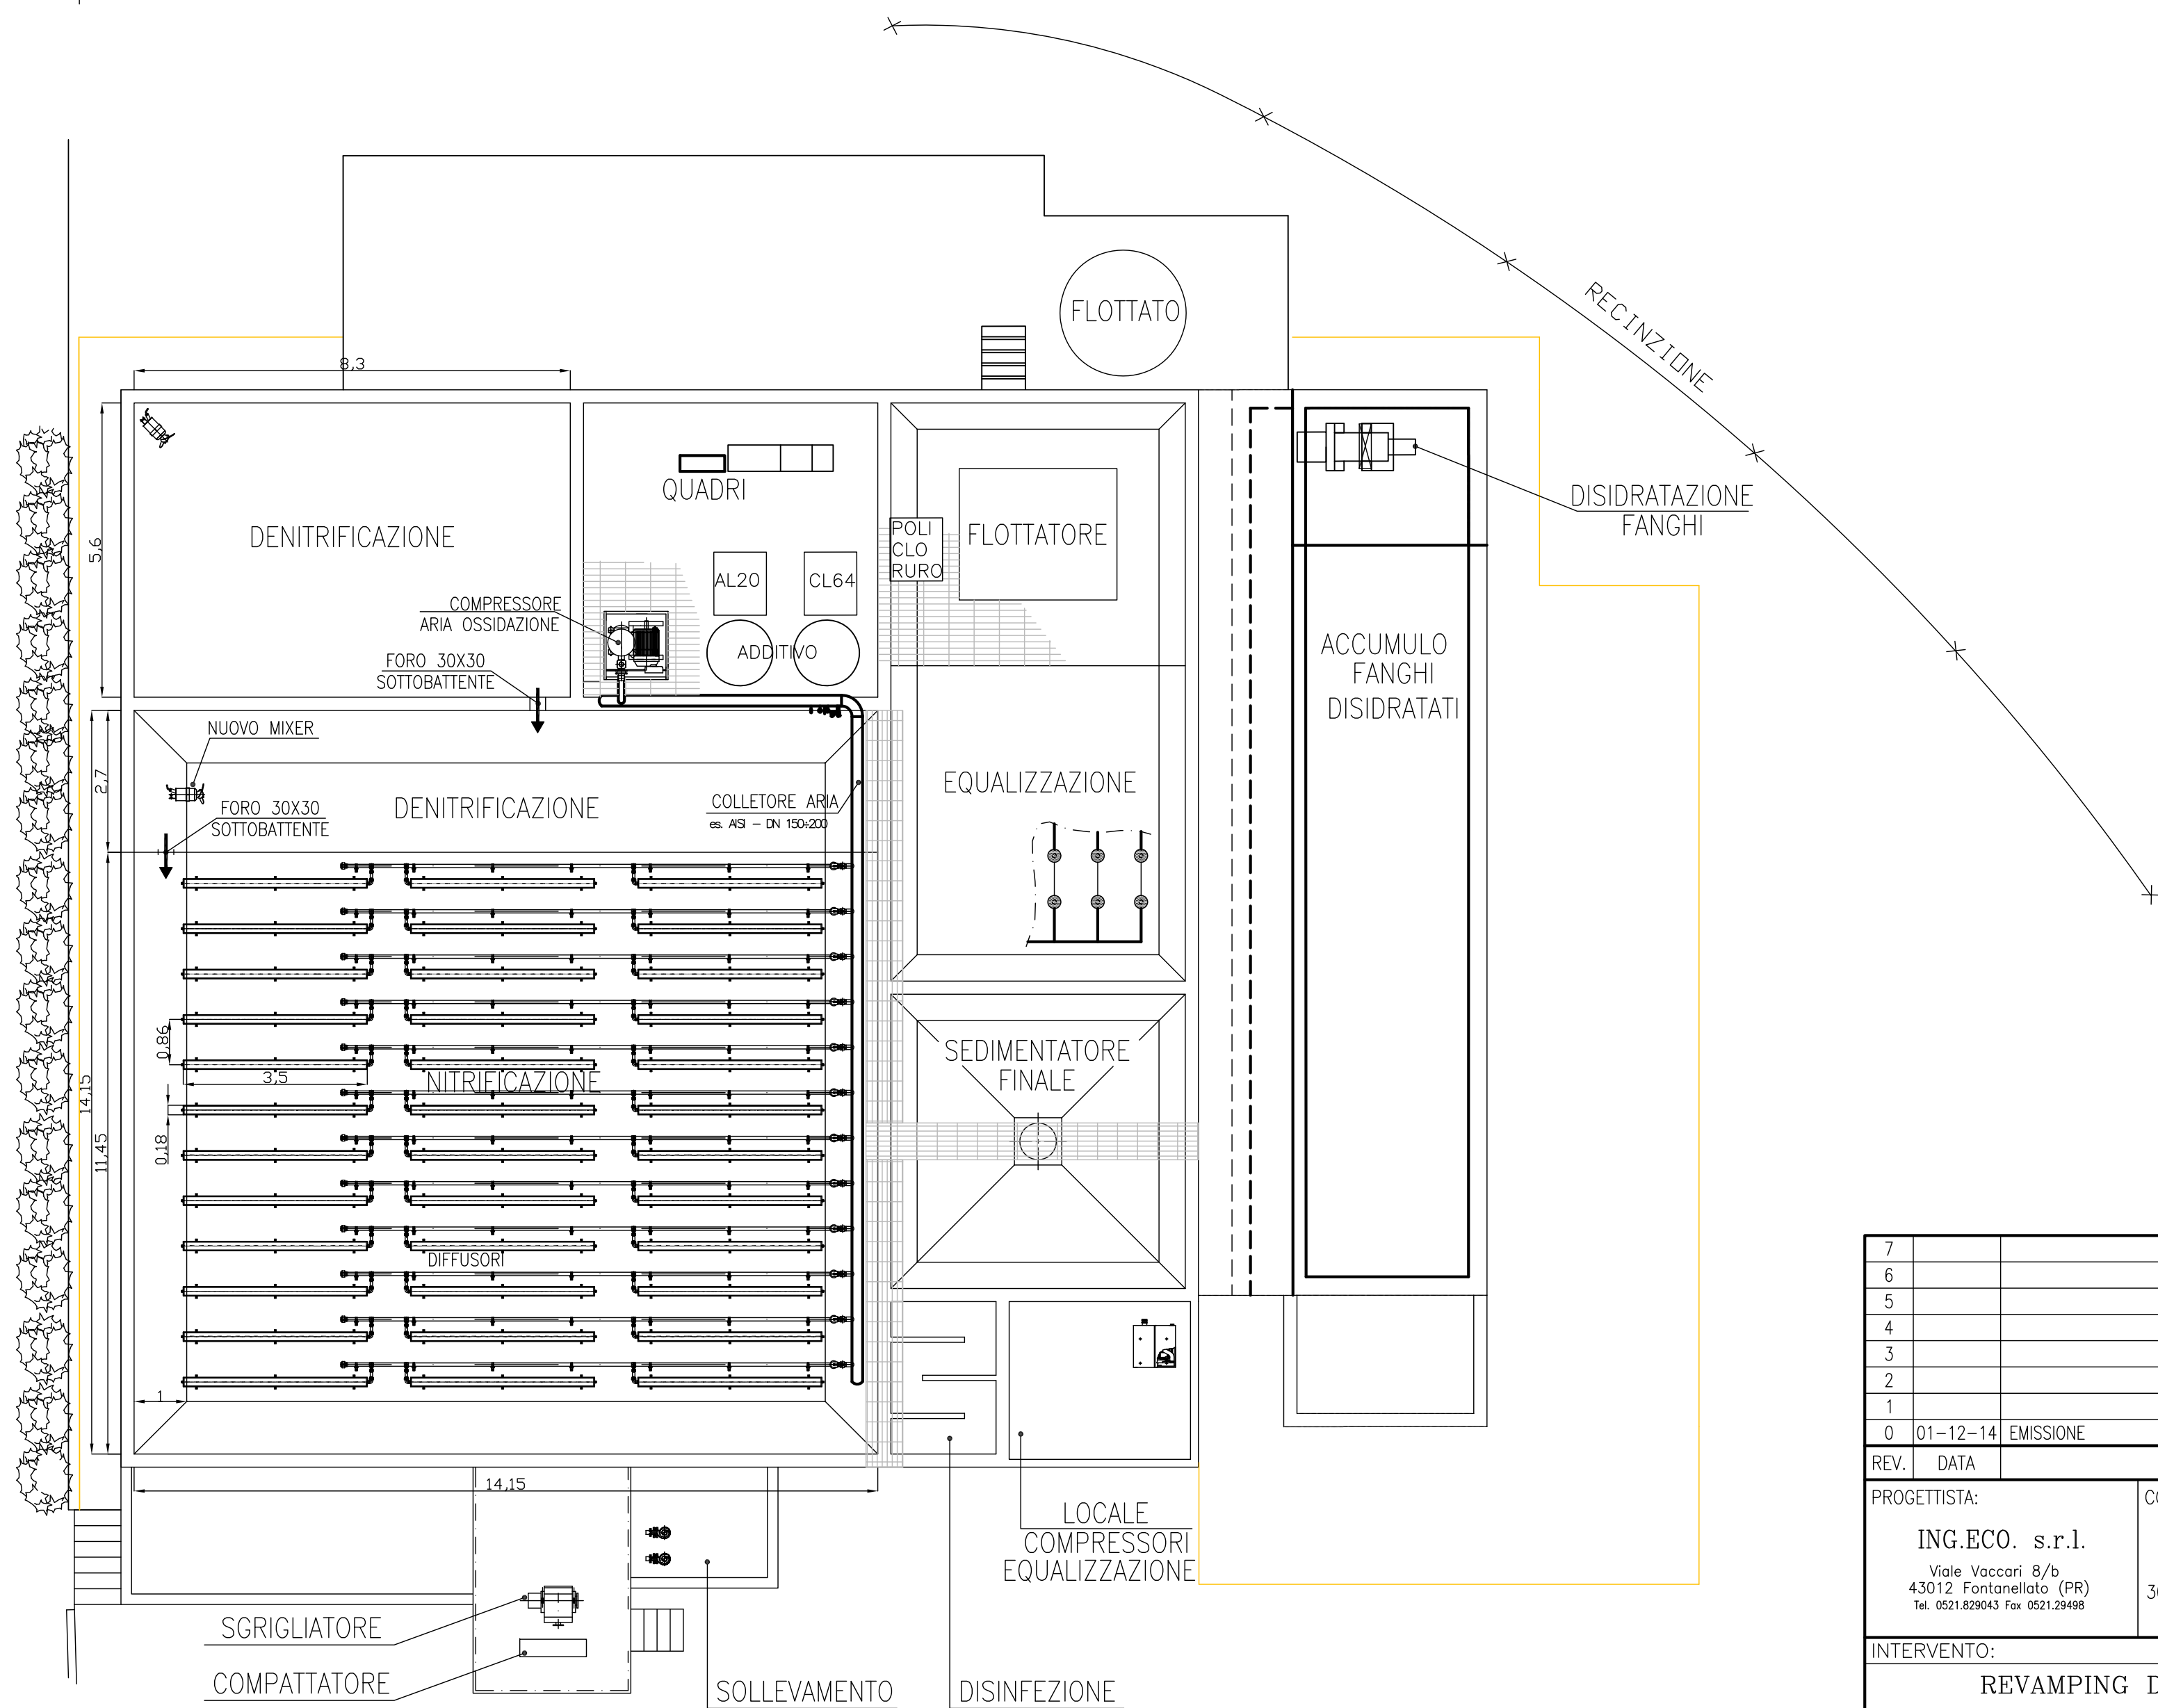 FLOTTATO
RECINZIONE
8,3
QUADRI
DISIDRATAZIONE
FANGHI
DENITRIFICAZIONE
POLI
CLO
RURO
FLOTTATORE
5,6
AL20
CL64
COMPRESSORE
ARIA OSSIDAZIONE
ADDITIVO
ACCUMULO
FANGHI
DISIDRATATI
FORO 30X30
SOTTOBATTENTE
NUOVO MIXER
2,7
EQUALIZZAZIONE
DENITRIFICAZIONE
COLLETORE ARIA
es. AISI – DN 150÷200
FORO 30X30
SOTTOBATTENTE
0,86
3,5
NITRIFICAZIONE
SEDIMENTATORE
FINALE
14,15
11,45
0,18
DIFFUSORI
1
14,15
LOCALE
COMPRESSORI
EQUALIZZAZIONE
SGRIGLIATORE
COMPATTATORE
SOLLEVAMENTO
DISINFEZIONE
7
6
5
4
3
2
1
0 01-12-14 EMISSIONE
REV. DATA
PROGETTISTA:
ING.ECO. s.r.l.
Viale Vaccari 8/b
43012 Fontanellato (PR)
Tel. 0521.829043 Fax 0521.29498
INTERVENTO:
REVAMPING D